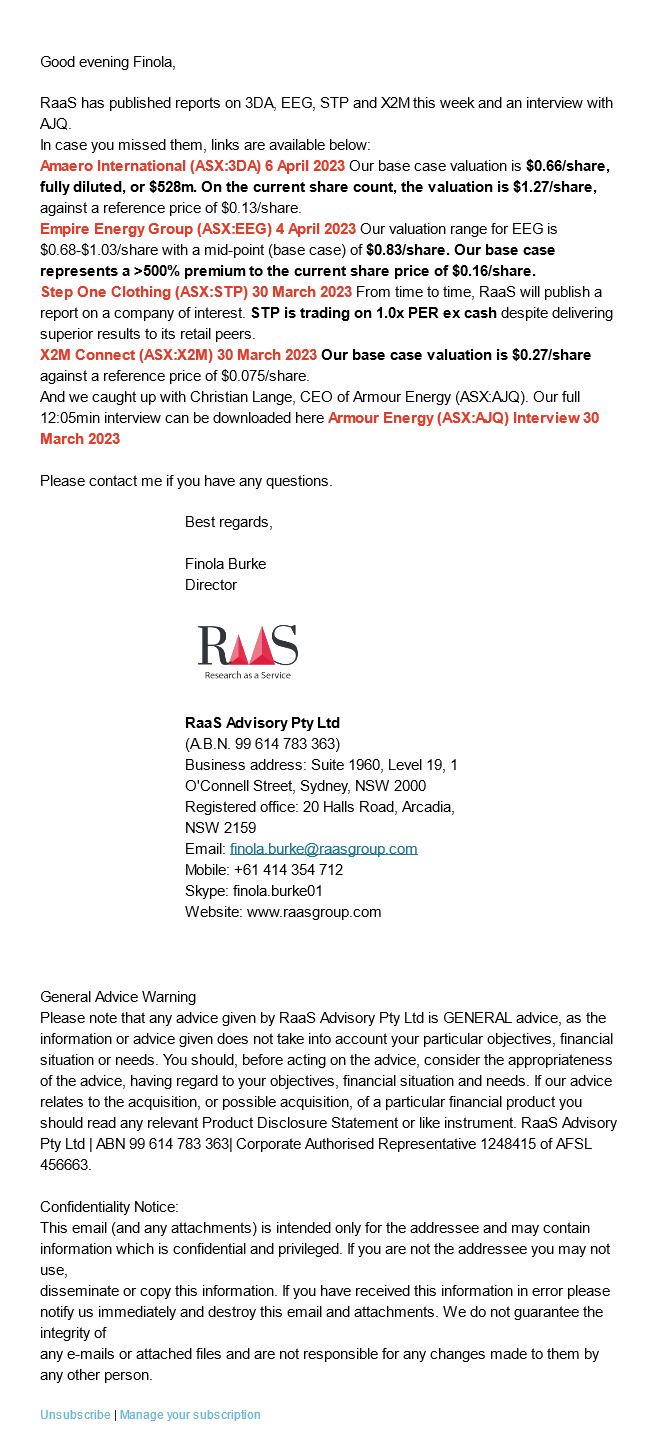 Good evening Finola,
RaaS has published reports on 3DA, EEG, STP and X2M this week and an interview with
AJQ.
In case you missed them, links are available below:
Amaero International (ASX:3DA) 6 April 2023 Our base case valuation is $0.66/share,
fully diluted, or $528m. On the current share count, the valuation is $1.27/share,
against a reference price of $0.13/share.
Empire Energy Group (ASX:EEG) 4 April 2023 Our valuation range for EEG is
$0.68-$1.03/share with a mid-point (base case) of $0.83/share. Our base case
represents a >500% premium to the current share price of $0.16/share.
Step One Clothing (ASX:STP) 30 March 2023 From time to time, RaaS will publish a
report on a company of interest. STP is trading on 1.0x PER ex cash despite delivering
superior results to its retail peers.
X2M Connect (ASX:X2M) 30 March 2023 Our base case valuation is $0.27/share
against a reference price of $0.075/share.
And we caught up with Christian Lange, CEO of Armour Energy (ASX:AJQ). Our full
12:05min interview can be downloaded here Armour Energy (ASX:AJQ) Interview 30
March 2023
Please contact me if you have any questions.
Best regards,
Finola Burke
Director
RaaS
Research as a Service
RaaS Advisory Pty Ltd
(A.B.N. 99 614 783 363)
Business address: Suite 1960, Level 19, 1
O'Connell Street, Sydney, NSW 2000
Registered office: 20 Halls Road, Arcadia,
NSW 2159
Email: finola.burke@raasgroup.com
Mobile: +61 414 354 712
Skype: finola.burke01
Website: www.raasgroup.com
General Advice Warning
Please note that any advice given by RaaS Advisory Pty Ltd is GENERAL advice, as the
information or advice given does not take into account your particular objectives, financial
situation or needs. You should, before acting on the advice, consider the appropriateness
of the advice, having regard to your objectives, financial situation and needs. If our advice
relates to the acquisition, or possible acquisition, of a particular financial product you
should read any relevant Product Disclosure Statement or like instrument. RaaS Advisory
Pty Ltd | ABN 99 614 783 363| Corporate Authorised Representative 1248415 of AFSL
456663.
Confidentiality Notice:
This email (and any attachments) is intended only for the addressee and may contain
information which is confidential and privileged. If you are not the addressee you may not
use,
disseminate or copy this information. If you have received this information in error please
notify us immediately and destroy this email and attachments. We do not guarantee the
integrity of
any e-mails or attached files and are not responsible for any changes made to them by
any other person.
Unsubscribe | Manage your subscription